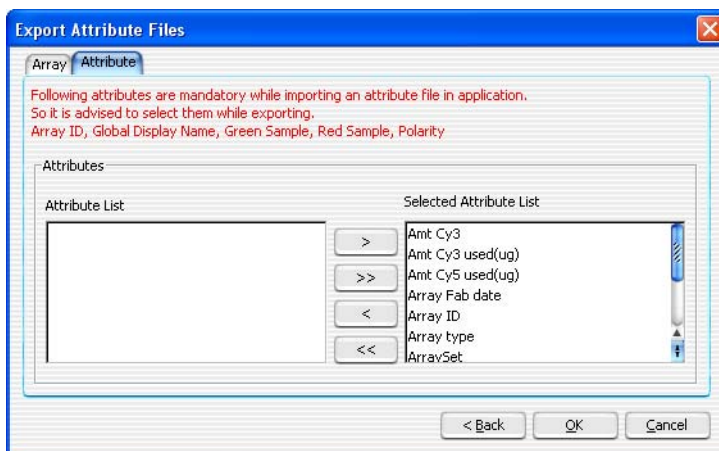 Export Attribute Files
Array
Attribute
Following attributes are mandatory while importing an attribute file in application.
So it is advised to select them while exporting.
Array ID, Global Display Name, Green Sample, Red Sample, Polarity
Attributes
Attribute List
Selected Attribute List
>
>>
<
<<
Amt Cy3
Amt Cy3 used(ug)
Amt Cy5 used(ug)
Array Fab date
Array ID
Array type
ArraySet
< Back
OK
Cancel